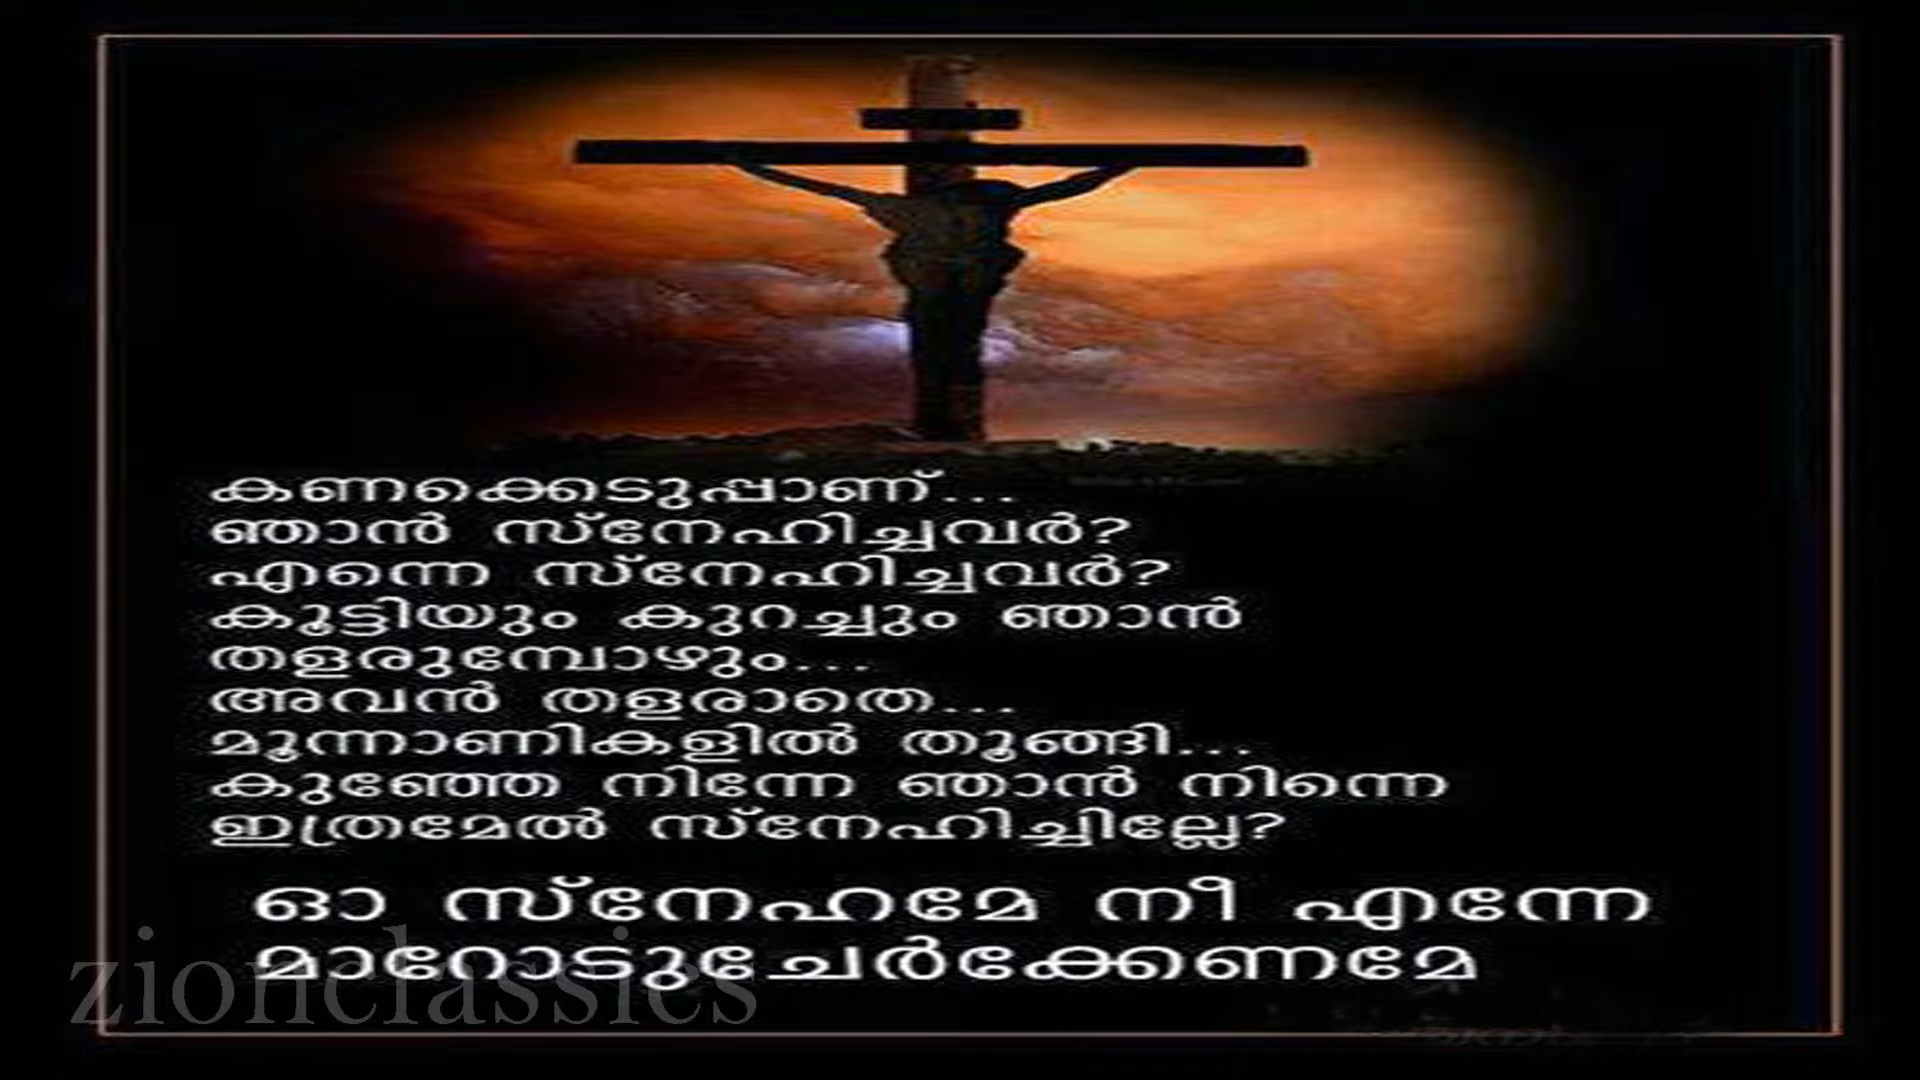 കണക്കെടുപ്പാണ്...
ഞാൻ സ്നേഹിച്ചവർ?
എന്നെ സ്നേഹിച്ചവർ?
കൂട്ടിയും കുറച്ചും ഞാൻ
തളരുമ്പോഴും...
അവൻ തളരാതെ...
മൂന്നാണികളിൽ തൂങ്ങി...
കുഞ്ഞേ നിന്നേ ഞാൻ നിന്നെ
ഇത്രമേൽ സ്നേഹിച്ചില്ലേ?
ഓ സ്നേഹമേ നീ എന്നേ
മാറോടുചേർക്കേണമേ
zionclassics